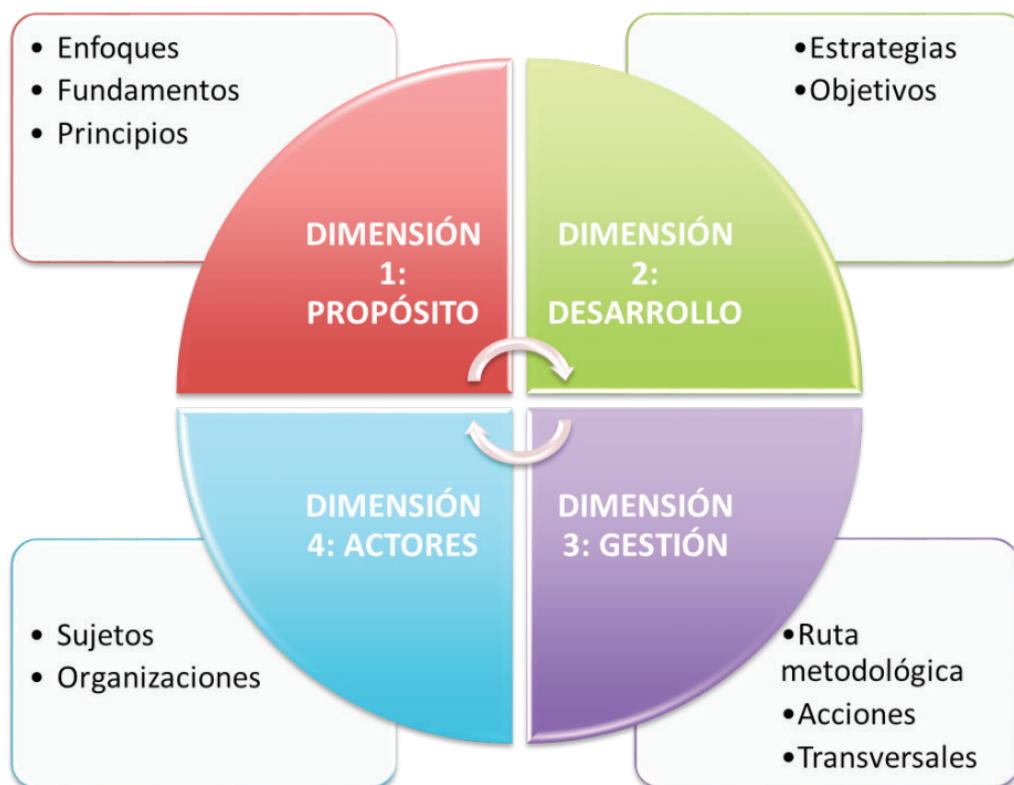 • Enfoques
• Fundamentos
• Principios
•Estrategias
•Objetivos
DIMENSIÓN
1:
PROPÓSITO
DIMENSIÓN
2:
DESARROLLO
DIMENSIÓN
4: ACTORES
DIMENSIÓN
3: GESTIÓN
• Sujetos
• Organizaciones
•Ruta
metodológica
•Acciones
•Transversales